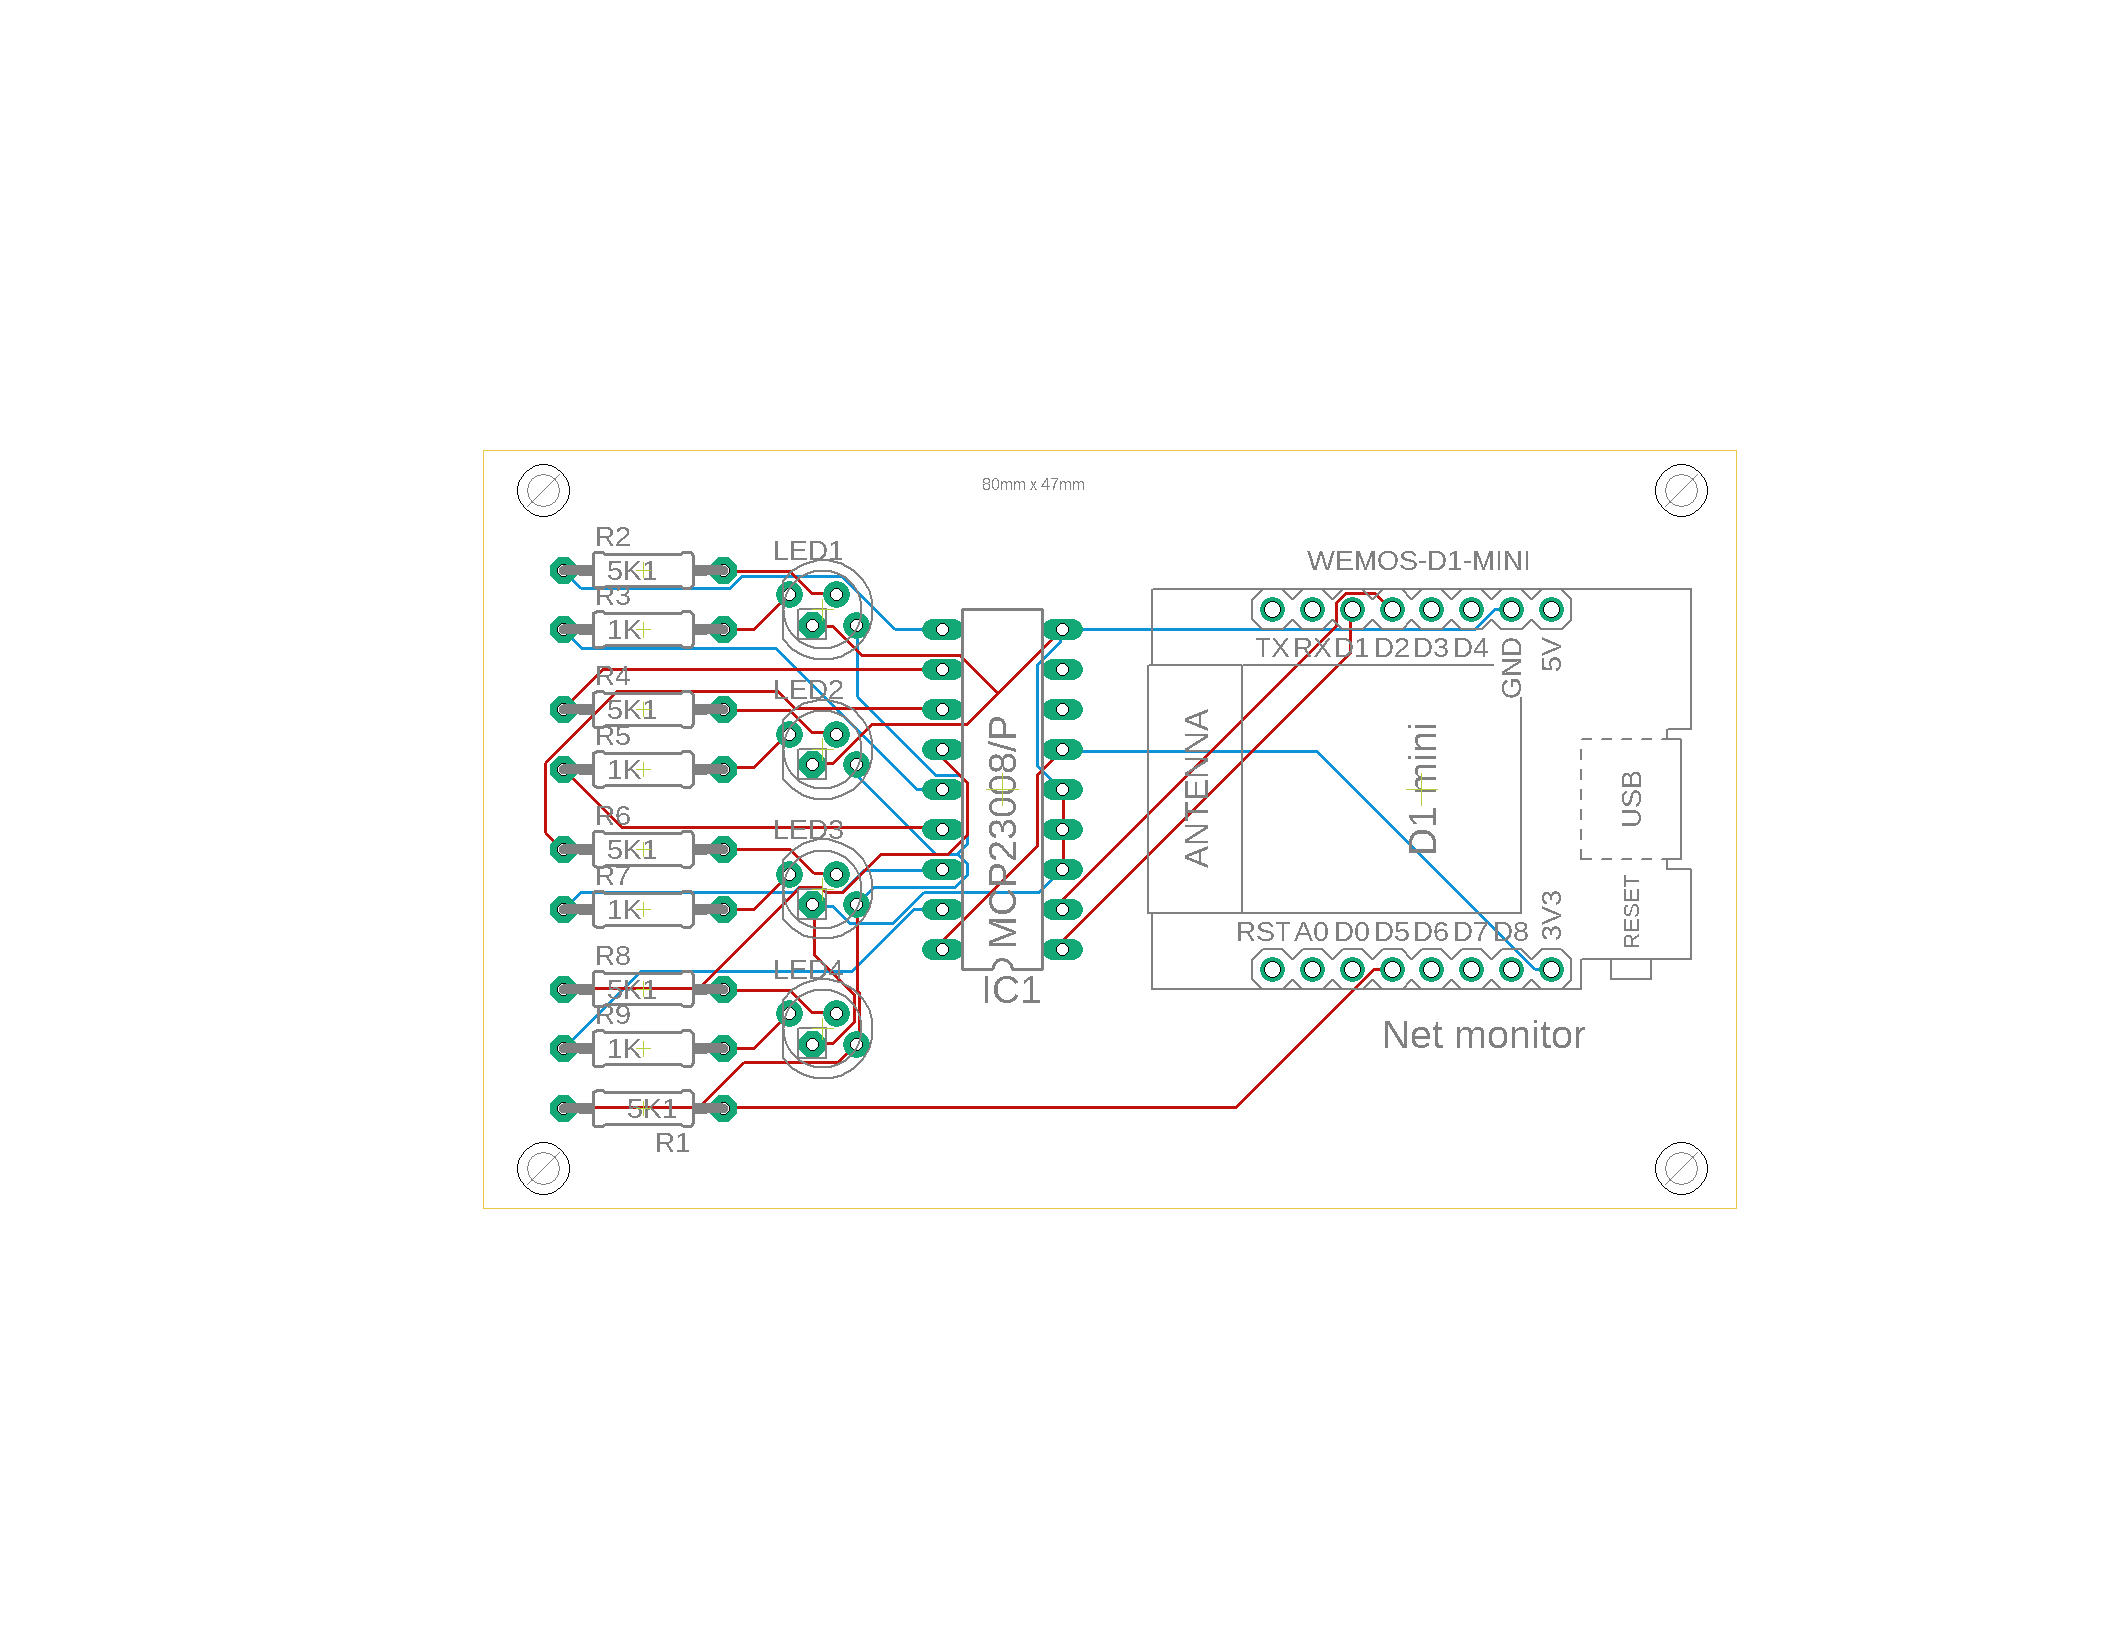 80mm x 47mm
R2
5K1
R3
1K
R4
5K1
R5
1K
R6
5K1
R7
1K
R8
5K1
R9
1K
5K1
R1
LED1
LED2
LED3
LED4
MCP23008/P
IC1
WEMOS-D1-MINI
TX RX D1 D2 D3 D4 GND 5V
ANTENNA
D1 mini
USB
RESET
RST A0 D0 D5 D6 D7 D8 3V3
Net monitor